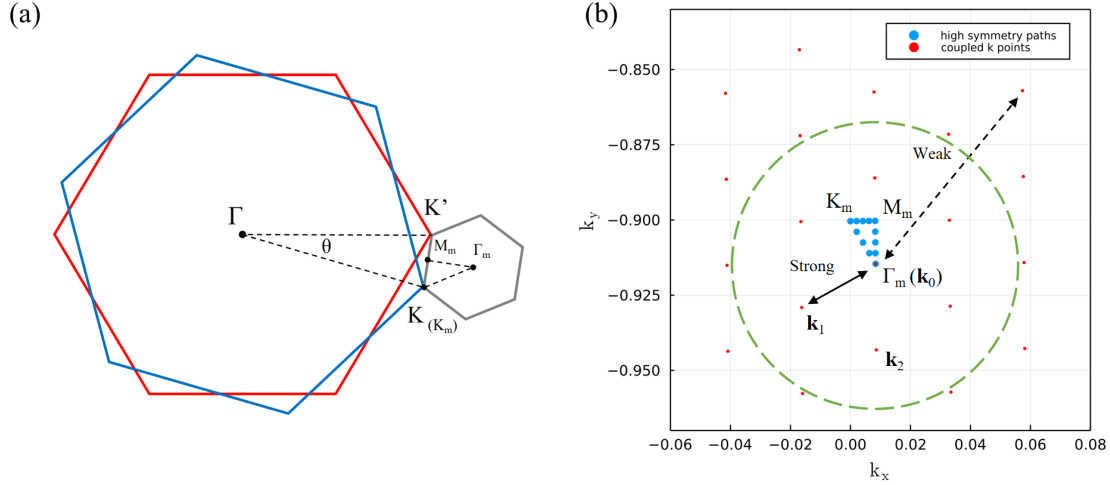 (a)
Γ
θ
K'
M_m
Γ_m
K (K_m)
(b)
k_y
−0.850
−0.875
−0.900
−0.925
−0.950
high symmetry paths
coupled k points
Weak
K_m
M_m
Strong
Γ_m (k_0)
k_1
k_2
−0.06
−0.04
−0.02
0.00
0.02
0.04
0.06
0.08
k_x